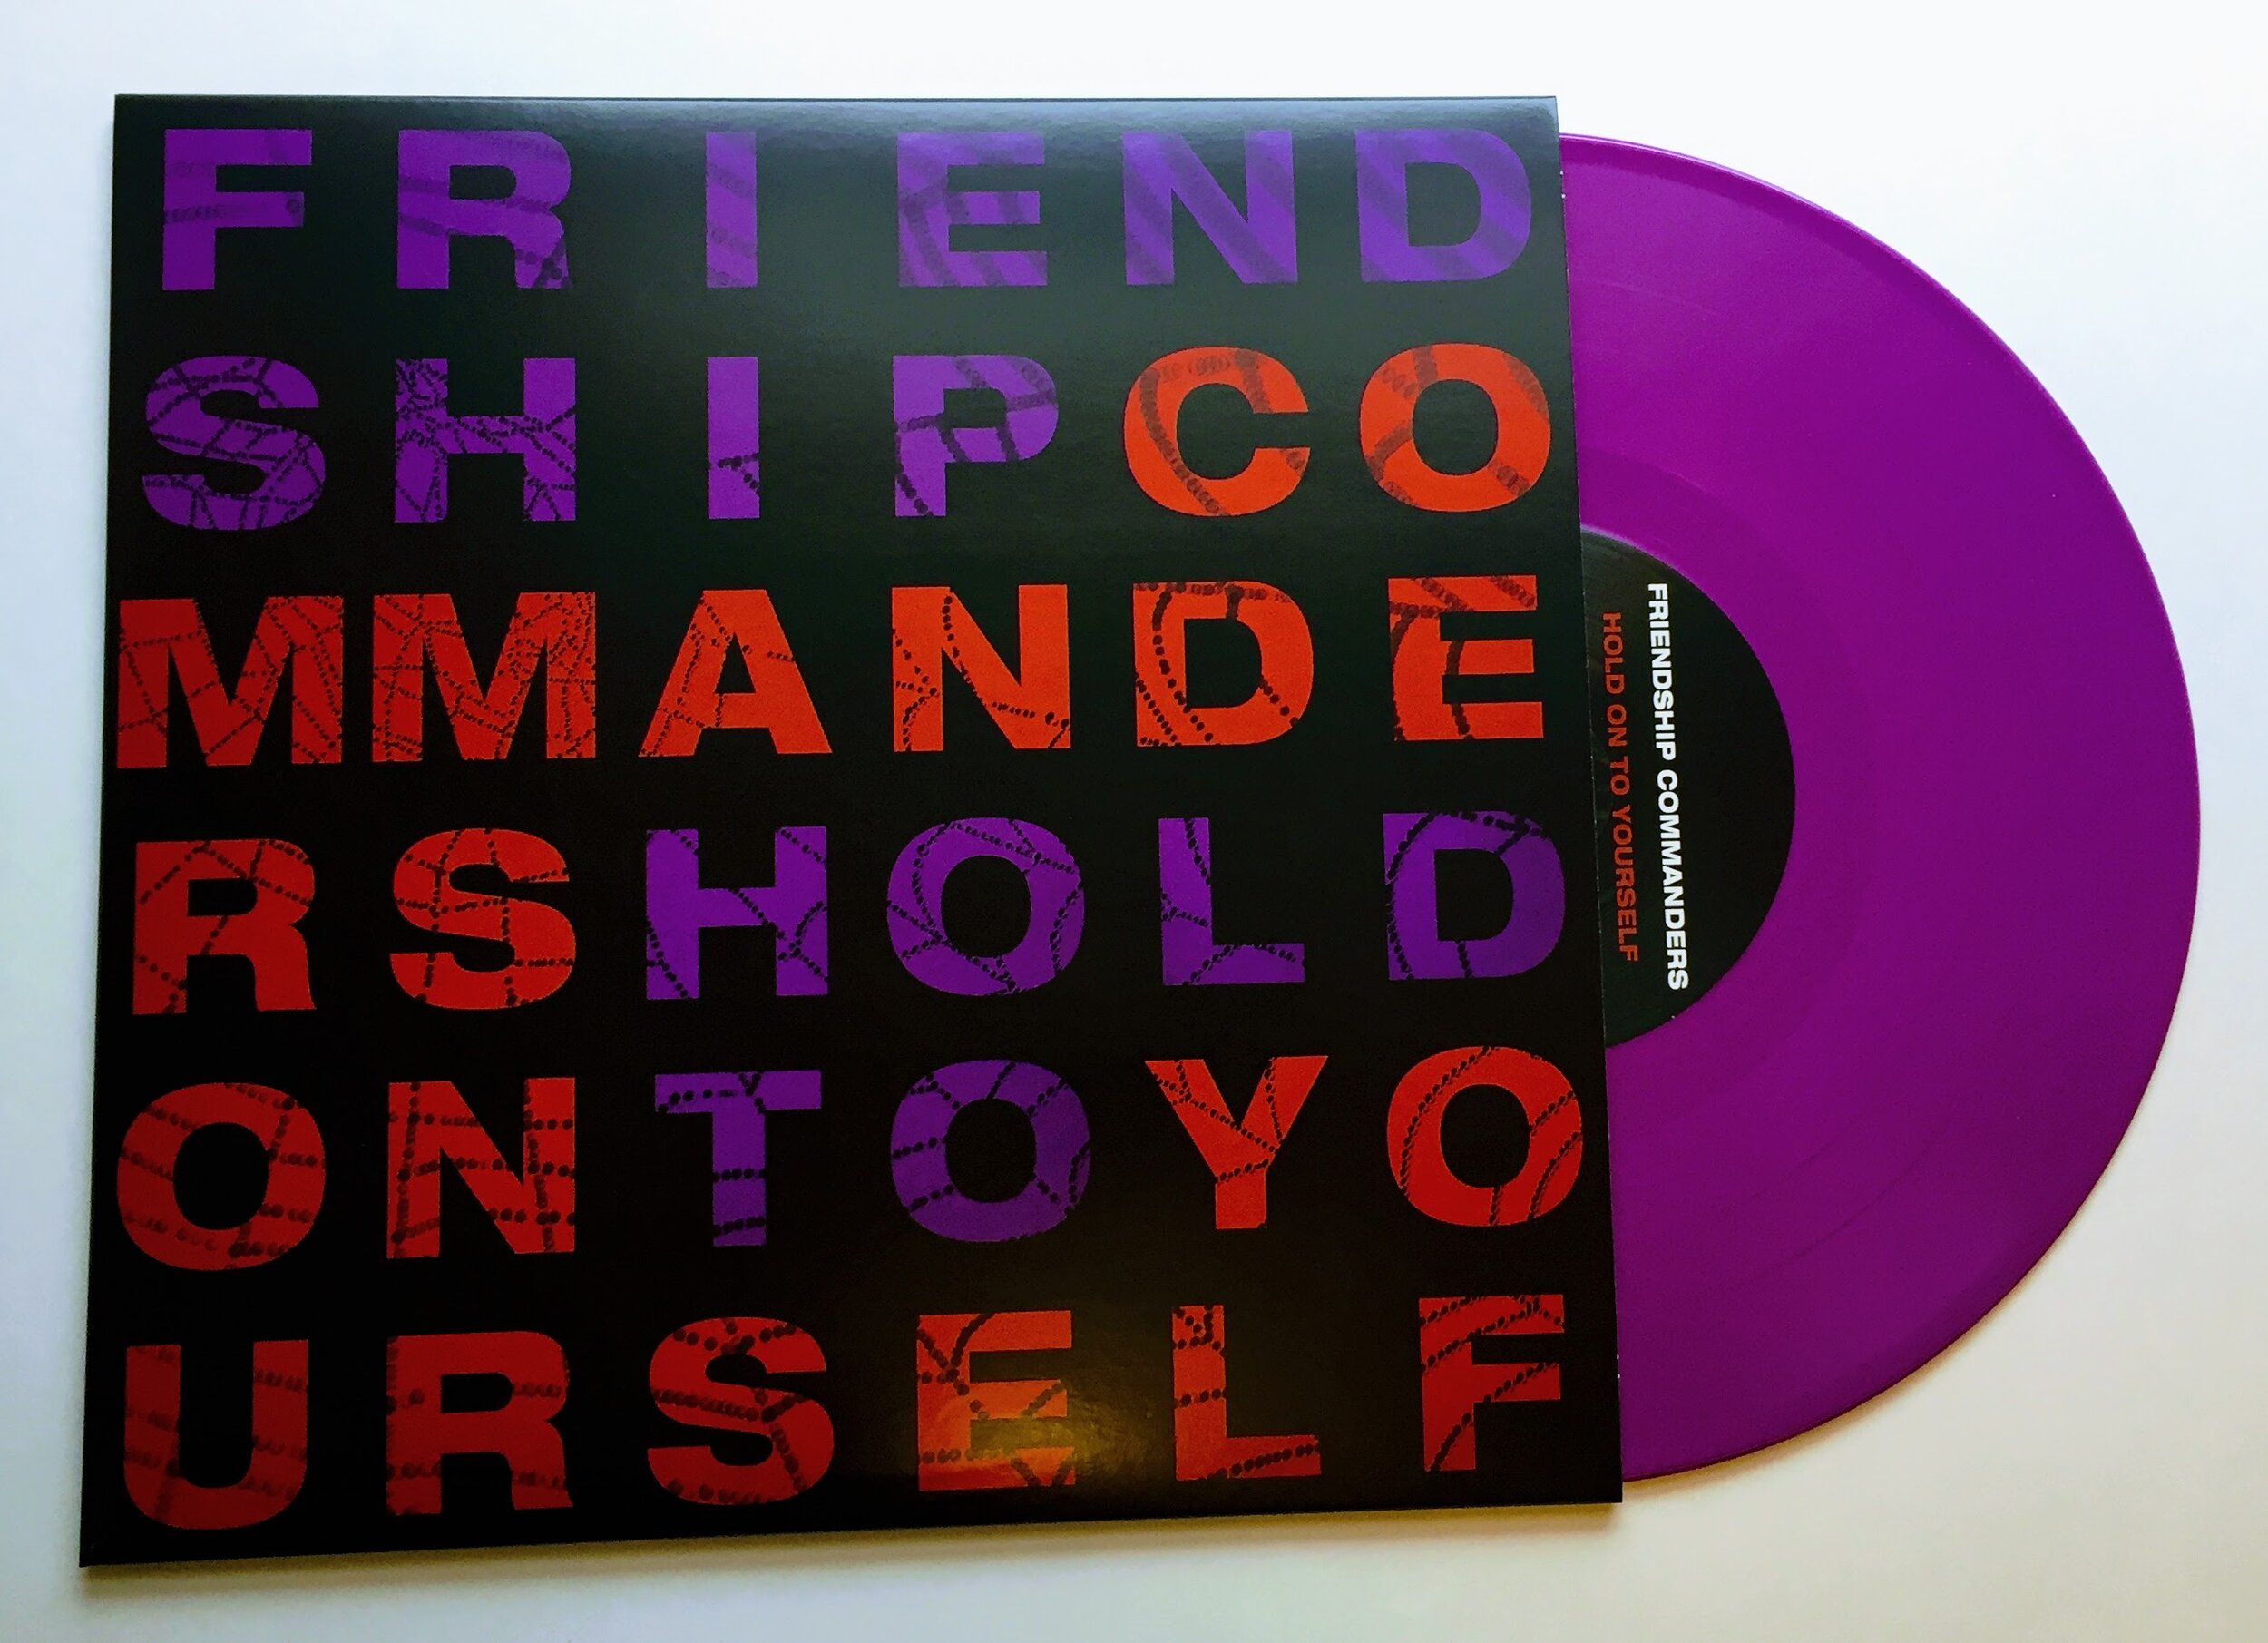 FRIEND
SHIPCO
MMANDE
RSHOLD
ONTOYO
URSELF
FRIENDSHIP COMMANDERS
HOLD ON TO YOURSELF